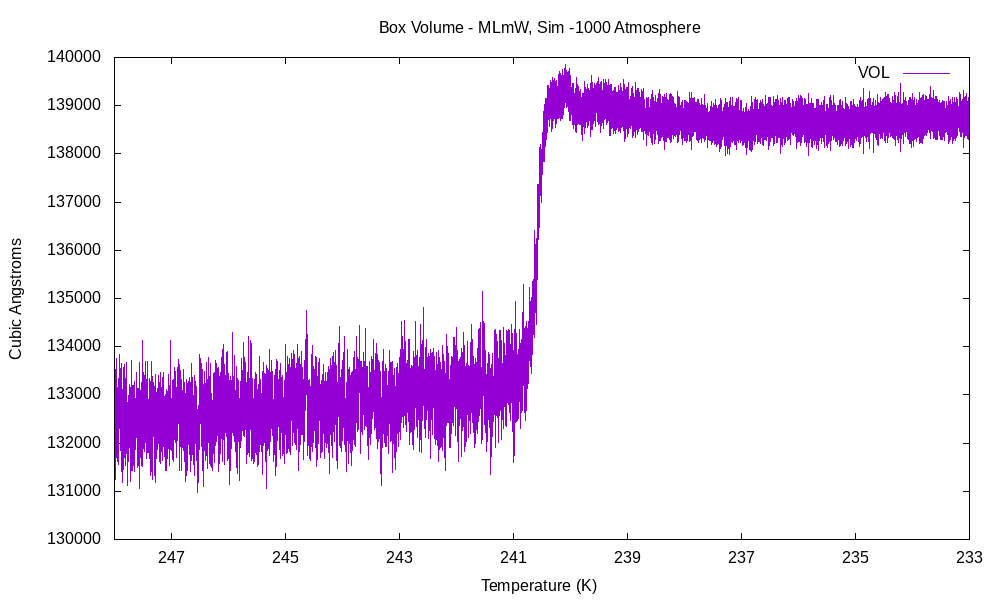 Box Volume - MLmW, Sim -1000 Atmosphere
VOL
140000
139000
138000
137000
136000
135000
134000
133000
132000
131000
130000
Cubic Angstroms
247 245 243 241 239 237 235 233
Temperature (K)